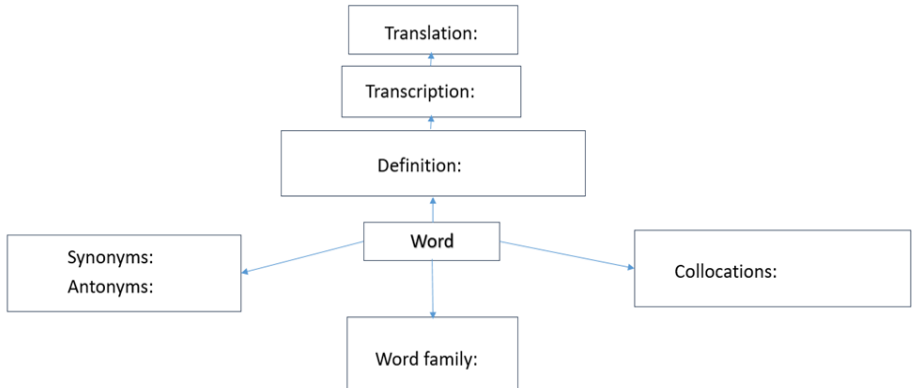 Translation:
Transcription:
Definition:
Word
Synonyms:
Antonyms:
Collocations:
Word family: